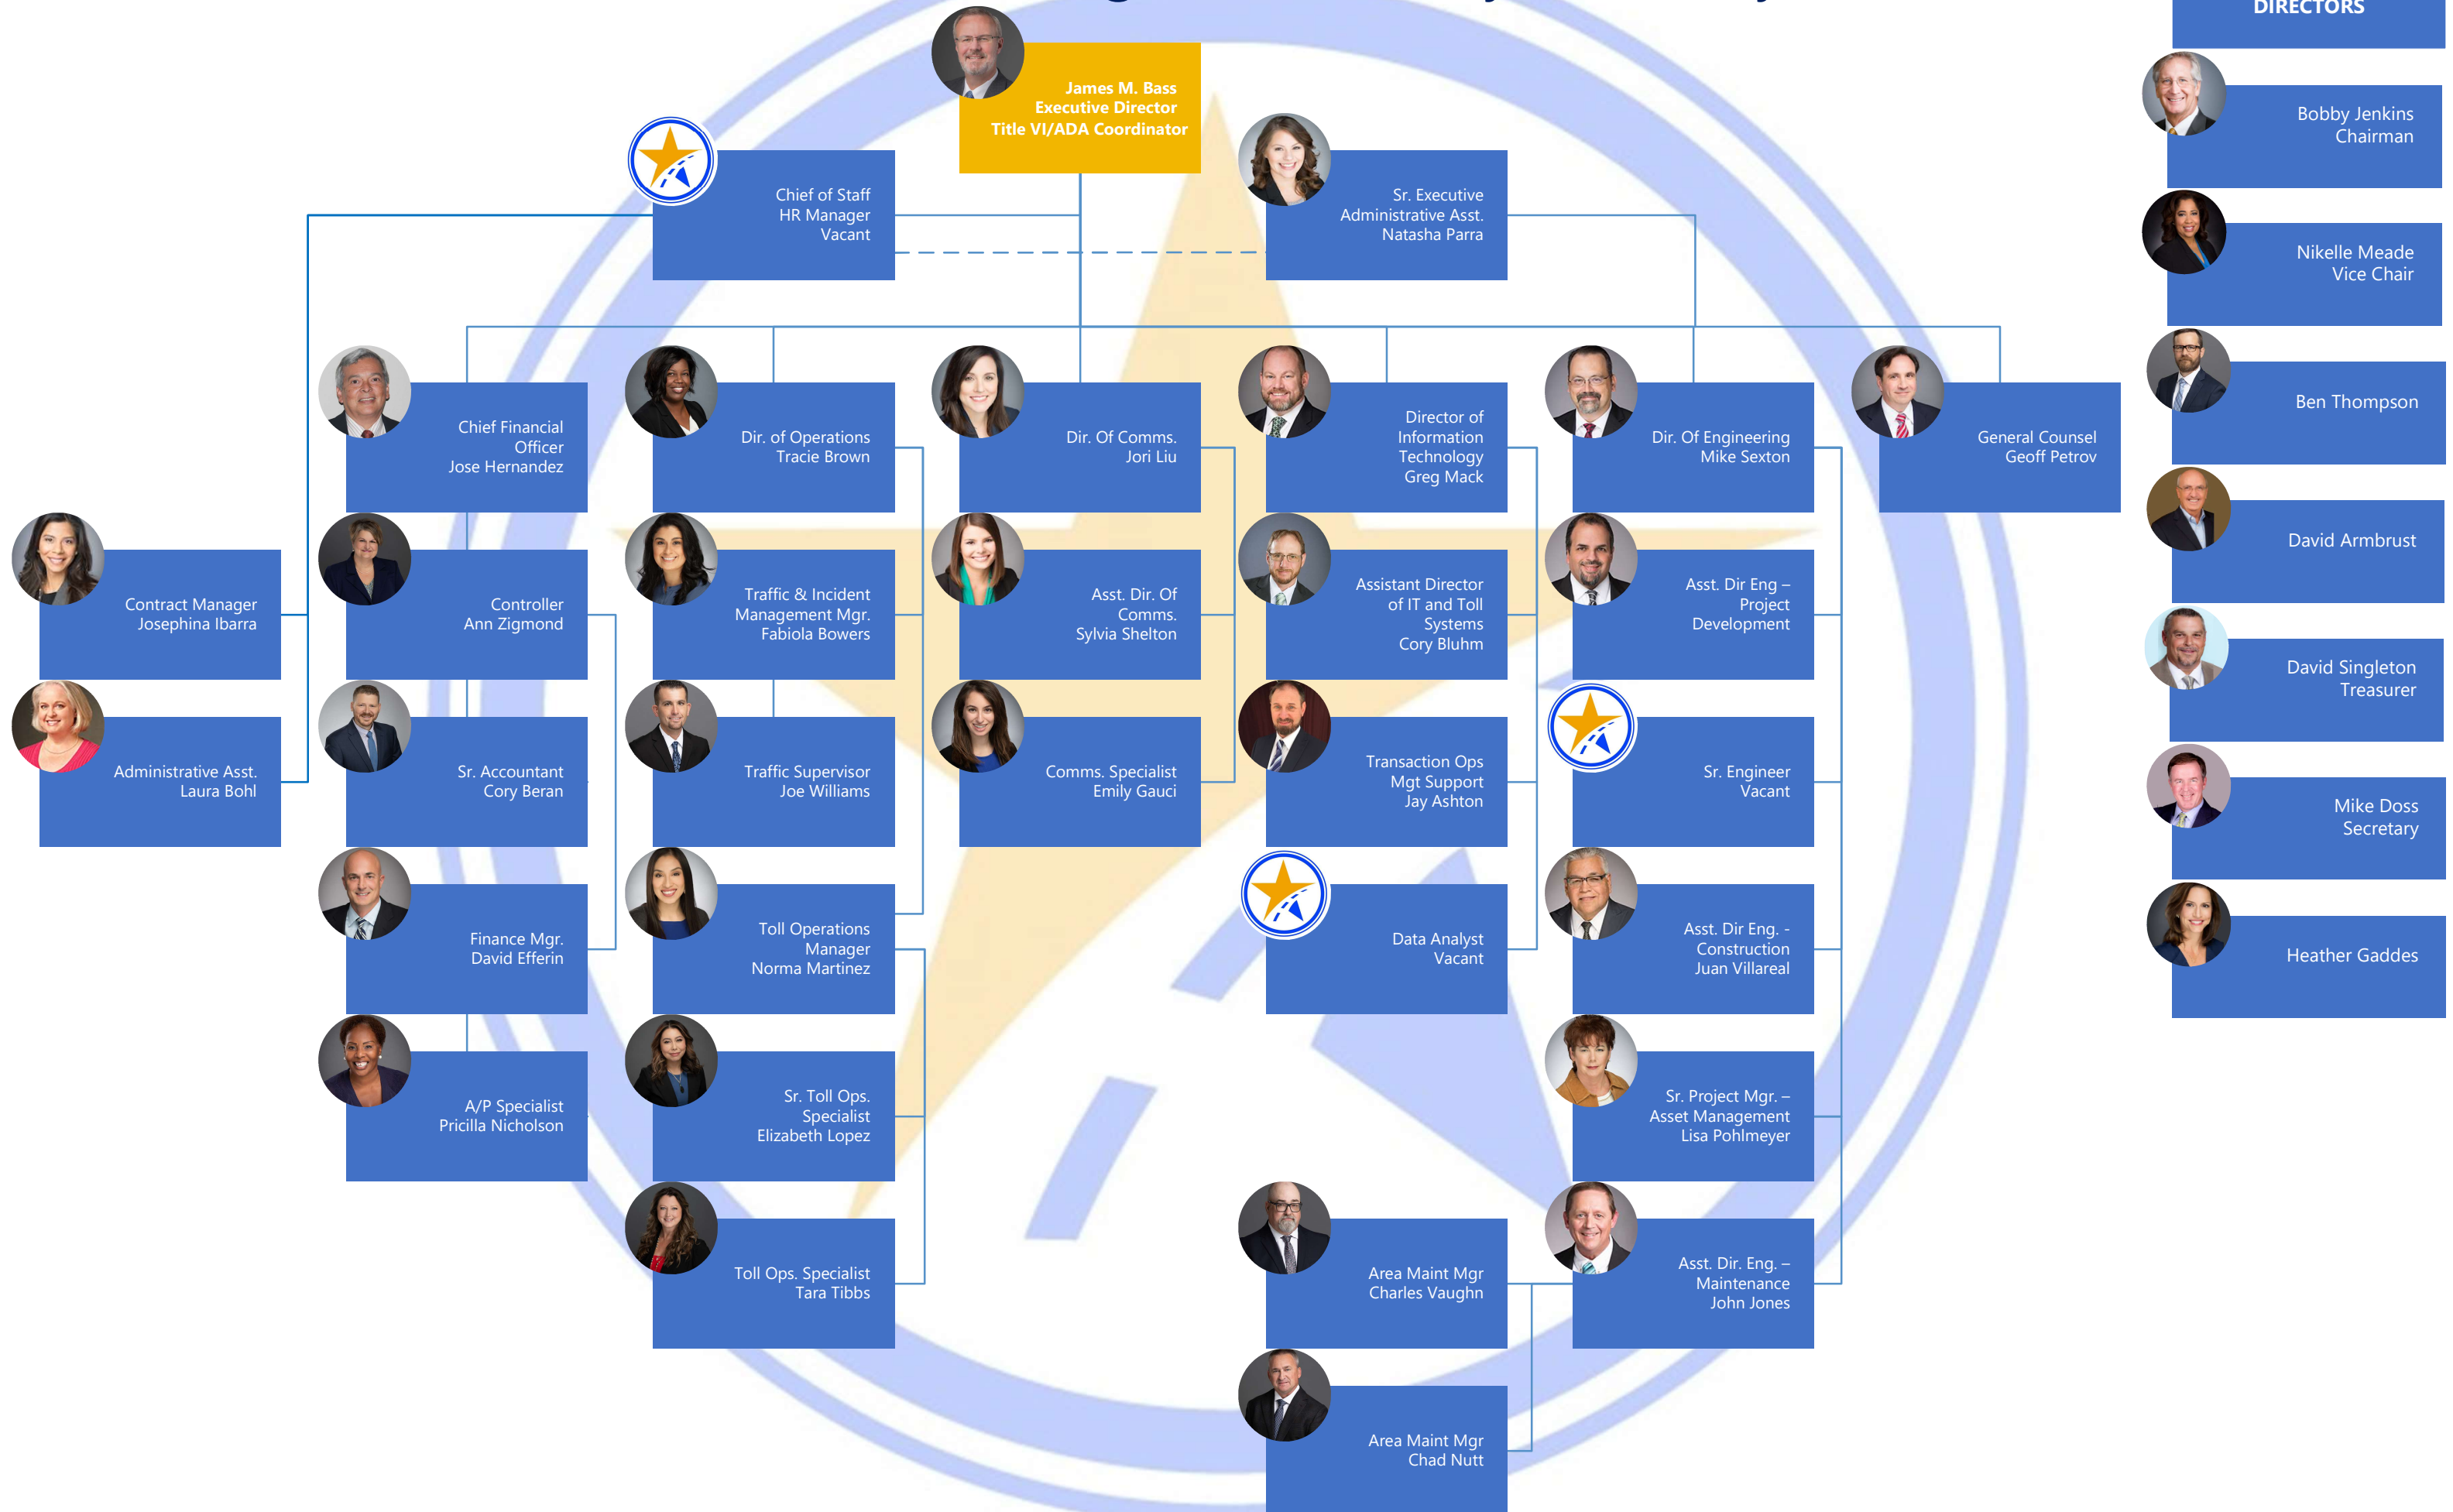 DIRECTORS
James M. Bass
Executive Director
Title VI/ADA Coordinator
Chief of Staff
HR Manager
Vacant
Sr. Executive
Administrative Asst.
Natasha Parra
Chief Financial
Officer
Jose Hernandez
Dir. of Operations
Tracie Brown
Dir. Of Comms.
Jori Liu
Director of
Information
Technology
Greg Mack
Dir. Of Engineering
Mike Sexton
General Counsel
Geoff Petrov
Contract Manager
Josephina Ibarra
Controller
Ann Zigmond
Traffic & Incident
Management Mgr.
Fabiola Bowers
Asst. Dir. Of
Comms.
Sylvia Shelton
Assistant Director
of IT and Toll
Systems
Cory Bluhm
Asst. Dir Eng –
Project
Development
Administrative Asst.
Laura Bohl
Sr. Accountant
Cory Beran
Traffic Supervisor
Joe Williams
Comms. Specialist
Emily Gauci
Transaction Ops
Mgt Support
Jay Ashton
Sr. Engineer
Vacant
Finance Mgr.
David Efferin
Toll Operations
Manager
Norma Martinez
Data Analyst
Vacant
Asst. Dir Eng. -
Construction
Juan Villareal
A/P Specialist
Pricilla Nicholson
Sr. Toll Ops.
Specialist
Elizabeth Lopez
Sr. Project Mgr. –
Asset Management
Lisa Pohlmeyer
Toll Ops. Specialist
Tara Tibbs
Area Maint Mgr
Charles Vaughn
Asst. Dir. Eng. –
Maintenance
John Jones
Area Maint Mgr
Chad Nutt
Bobby Jenkins
Chairman
Nikelle Meade
Vice Chair
Ben Thompson
David Armbrust
David Singleton
Treasurer
Mike Doss
Secretary
Heather Gaddes